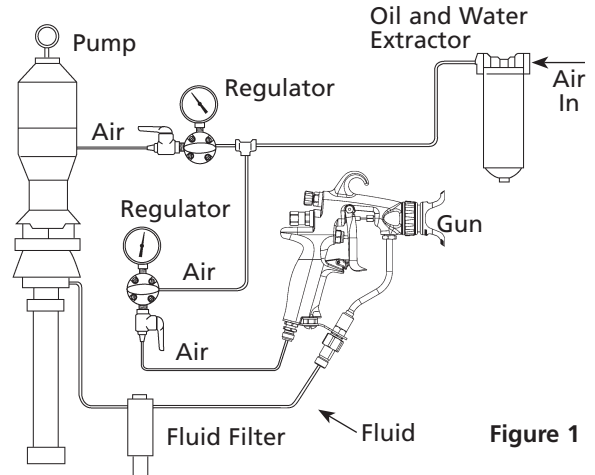 Oil and Water
Extractor
Pump
Air
In
Regulator
Air
Regulator
Gun
Air
Air
Fluid Filter
Fluid
Figure 1